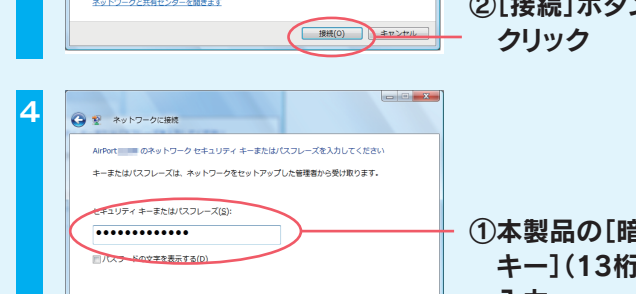 ネットワークと共有センターを開きます
接続(O)
キャンセル
②[接続]ボタン
クリック
4
ネットワークに接続
AirPort のネットワーク セキュリティ キーまたはパスフレーズを入力してください
キーまたはパスフレーズは、ネットワークをセットアップした管理者から受け取ります。
セキュリティ キーまたはパスフレーズ(S):
●●●●●●●●●●●●●
パスワードの文字を表示する(D)
①本製品の[暗
キー](13桁